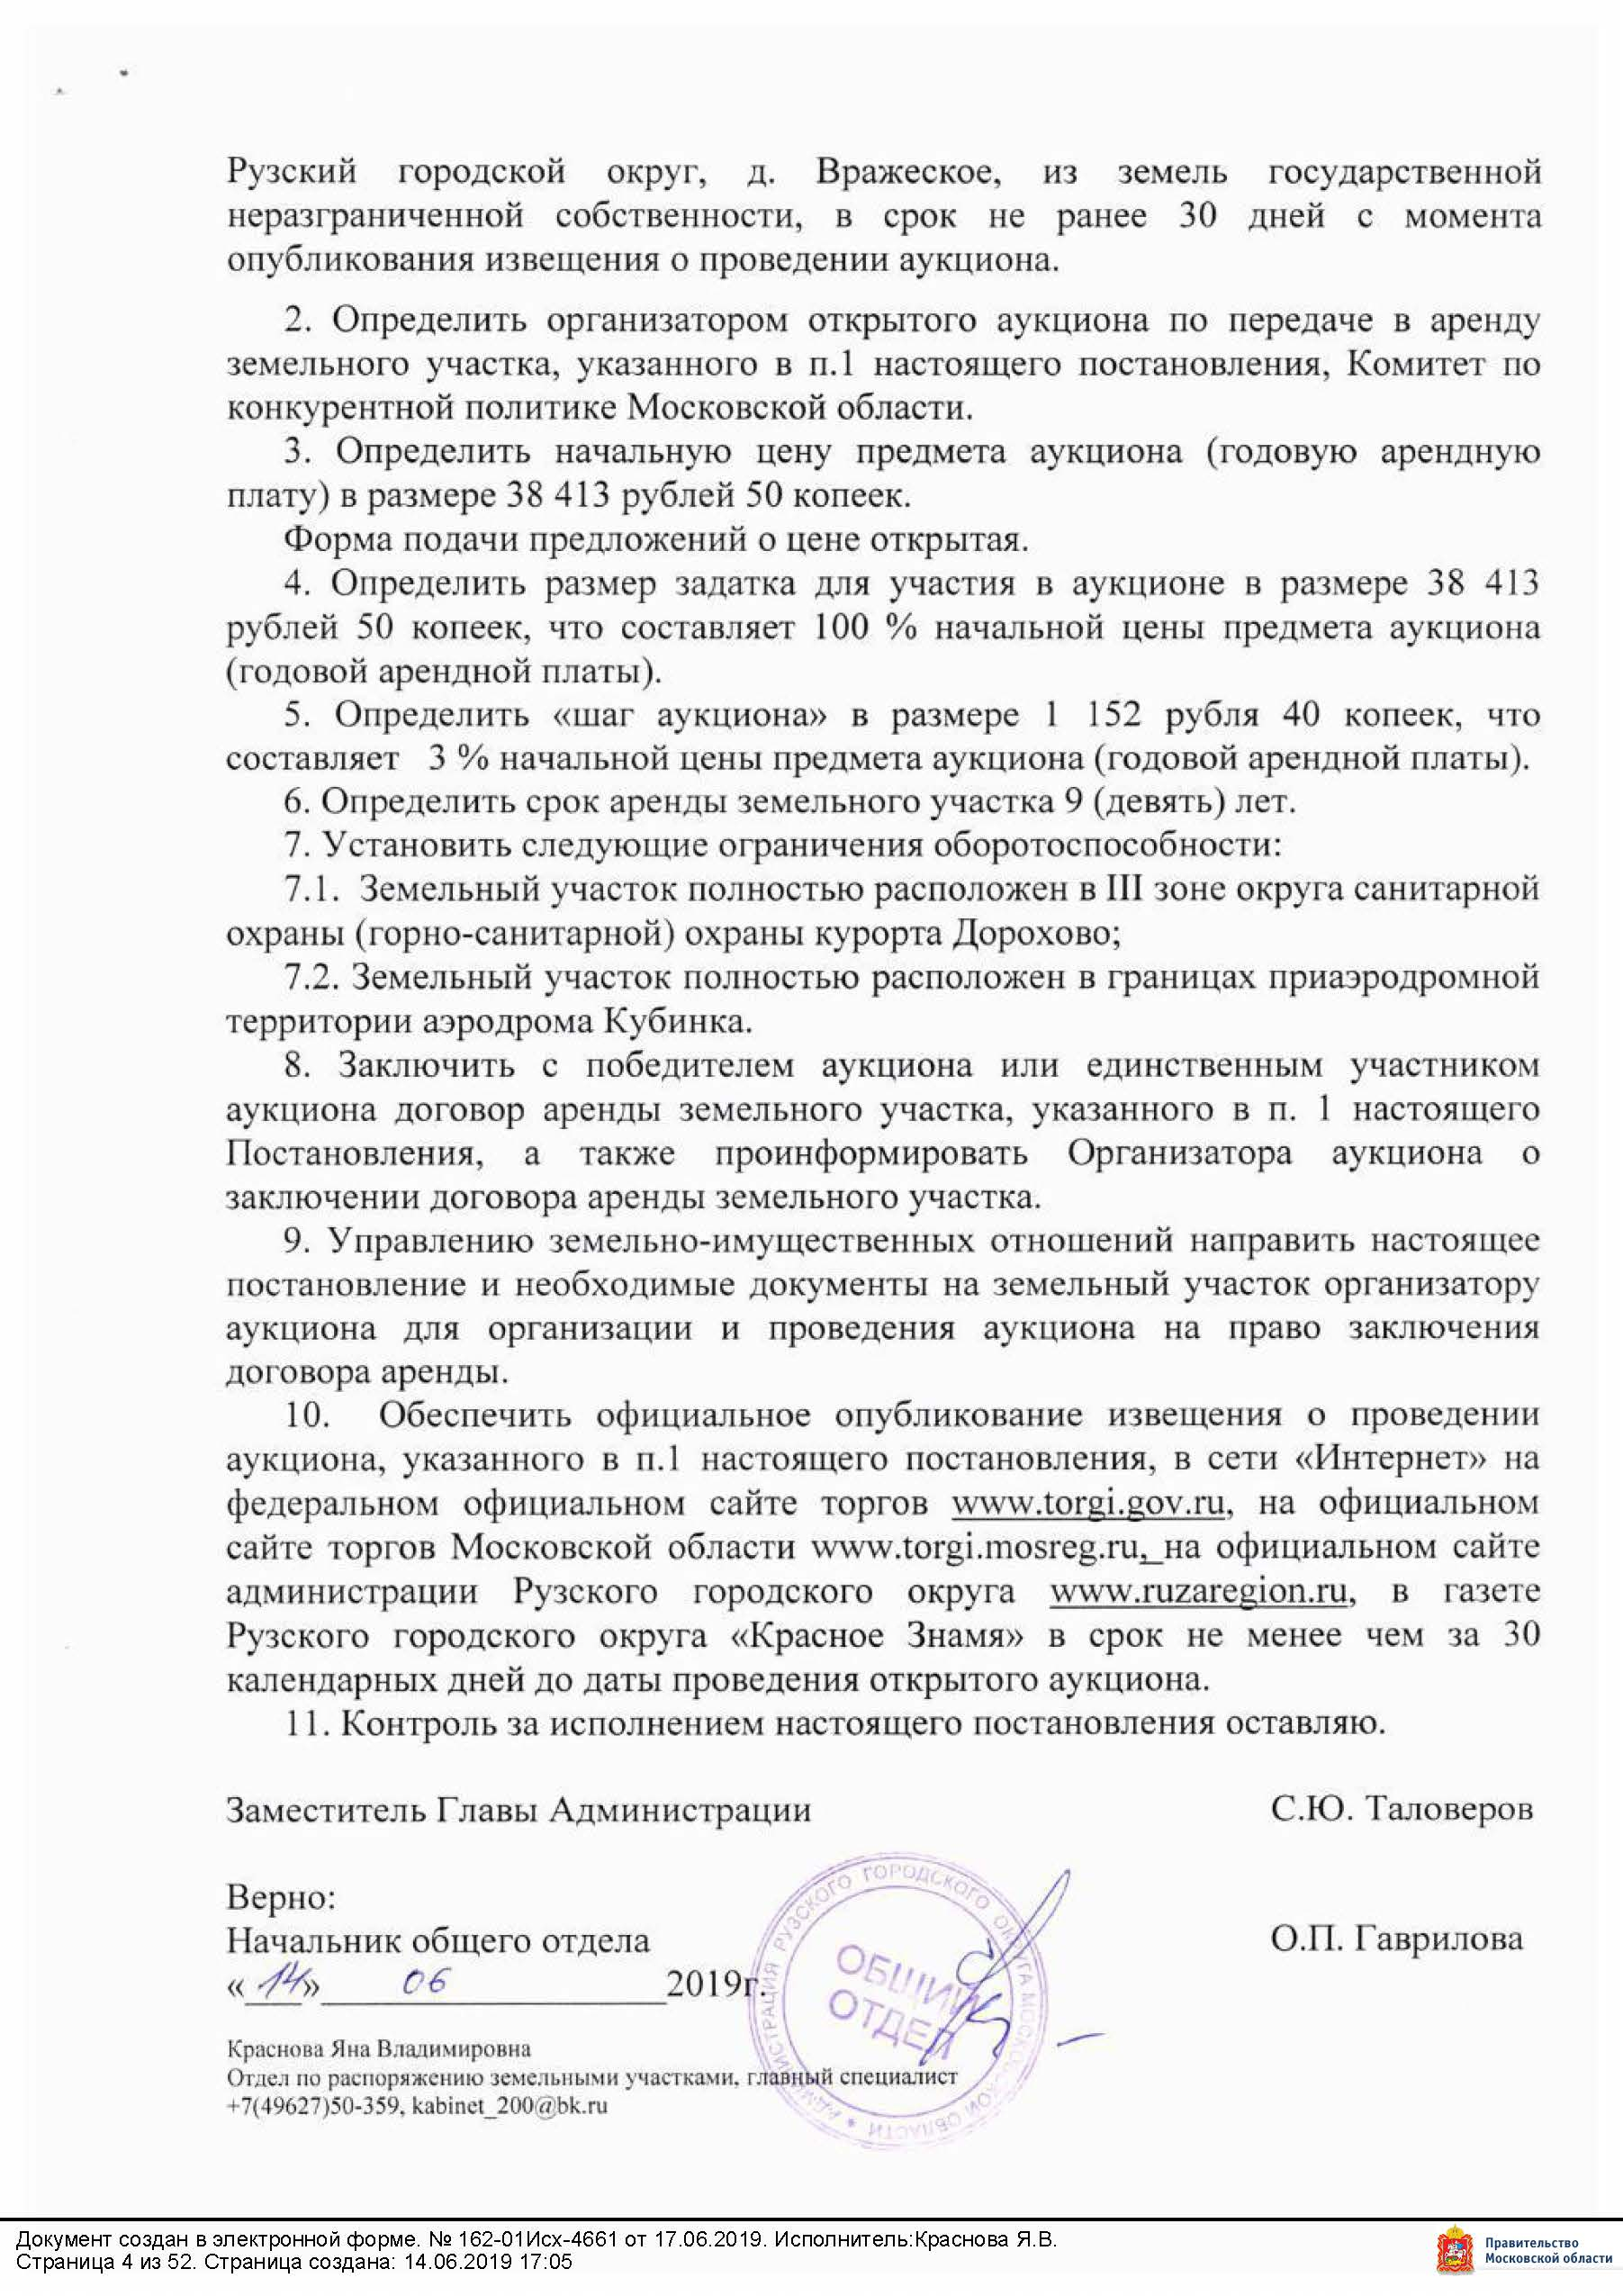 Рузский городской округ, д. Вражеское, из земель государственной
неразграниченной собственности, в срок не ранее 30 дней с момента
опубликования извещения о проведении аукциона.
2. Определить организатором открытого аукциона по передаче в аренду
земельного участка, указанного в п.1 настоящего постановления, Комитет по
конкурентной политике Московской области.
3. Определить начальную цену предмета аукциона (годовую арендную
плату) в размере 38 413 рублей 50 копеек.
Форма подачи предложений о цене открытая.
4. Определить размер задатка для участия в аукционе в размере 38 413
рублей 50 копеек, что составляет 100 % начальной цены предмета аукциона
(годовой арендной платы).
5. Определить «шаг аукциона» в размере 1 152 рубля 40 копеек, что
составляет 3 % начальной цены предмета аукциона (годовой арендной платы).
6. Определить срок аренды земельного участка 9 (девять) лет.
7. Установить следующие ограничения оборотоспособности:
7.1. Земельный участок полностью расположен в III зоне округа санитарной
охраны (горно-санитарной) охраны курорта Дорохово;
7.2. Земельный участок полностью расположен в границах приаэродромной
территории аэродрома Кубинка.
8. Заключить с победителем аукциона или единственным участником
аукциона договор аренды земельного участка, указанного в п. 1 настоящего
Постановления, а также проинформировать Организатора аукциона о
заключении договора аренды земельного участка.
9. Управлению земельно-имущественных отношений направить настоящее
постановление и необходимые документы на земельный участок организатору
аукциона для организации и проведения аукциона на право заключения
договора аренды.
10. Обеспечить официальное опубликование извещения о проведении
аукциона, указанного в п.1 настоящего постановления, в сети «Интернет» на
федеральном официальном сайте торгов www.torgi.gov.ru, на официальном
сайте торгов Московской области www.torgi.mosreg.ru, на официальном сайте
администрации Рузского городского округа www.ruzaregion.ru, в газете
Рузского городского округа «Красное Знамя» в срок не менее чем за 30
календарных дней до даты проведения открытого аукциона.
11. Контроль за исполнением настоящего постановления оставляю.
Заместитель Главы Администрации С.Ю. Таловеров
Верно:
Начальник общего отдела О.П. Гаврилова
«14» 06 2019г.
АДМИНИСТРАЦИЯ РУЗСКОГО ГОРОДСКОГО ОКРУГА МОСКОВСКОЙ ОБЛАСТИ
ОБЩИЙ
ОТДЕЛ
Краснова Яна Владимировна
Отдел по распоряжению земельными участками, главный специалист
+7(49627)50-359, kabinet_200@bk.ru
Документ создан в электронной форме. № 162-01Исх-4661 от 17.06.2019. Исполнитель:Краснова Я.В.
Страница 4 из 52. Страница создана: 14.06.2019 17:05
Правительство
Московской области